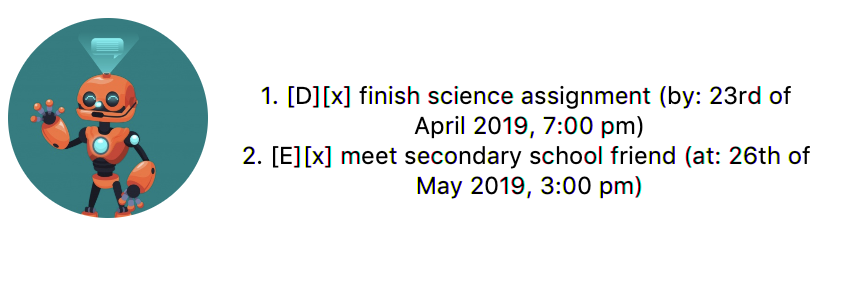 1. [D][x] finish science assignment (by: 23rd of
April 2019, 7:00 pm)
2. [E][x] meet secondary school friend (at: 26th of
May 2019, 3:00 pm)